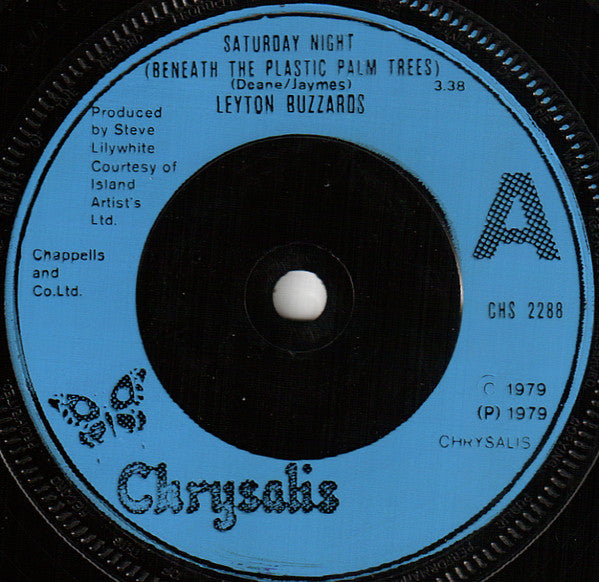 SATURDAY NIGHT
(BENEATH THE PLASTIC PALM TREES)
(Deane/Jaymes)
3.38
LEYTON BUZZARDS
Produced
by Steve
Lilywhite
Courtesy of
Island
Artist's
Ltd.
Chappells
and
Co.Ltd.
A
CHS 2288
© 1979
(P) 1979
CHRYSALIS
Chrysalis